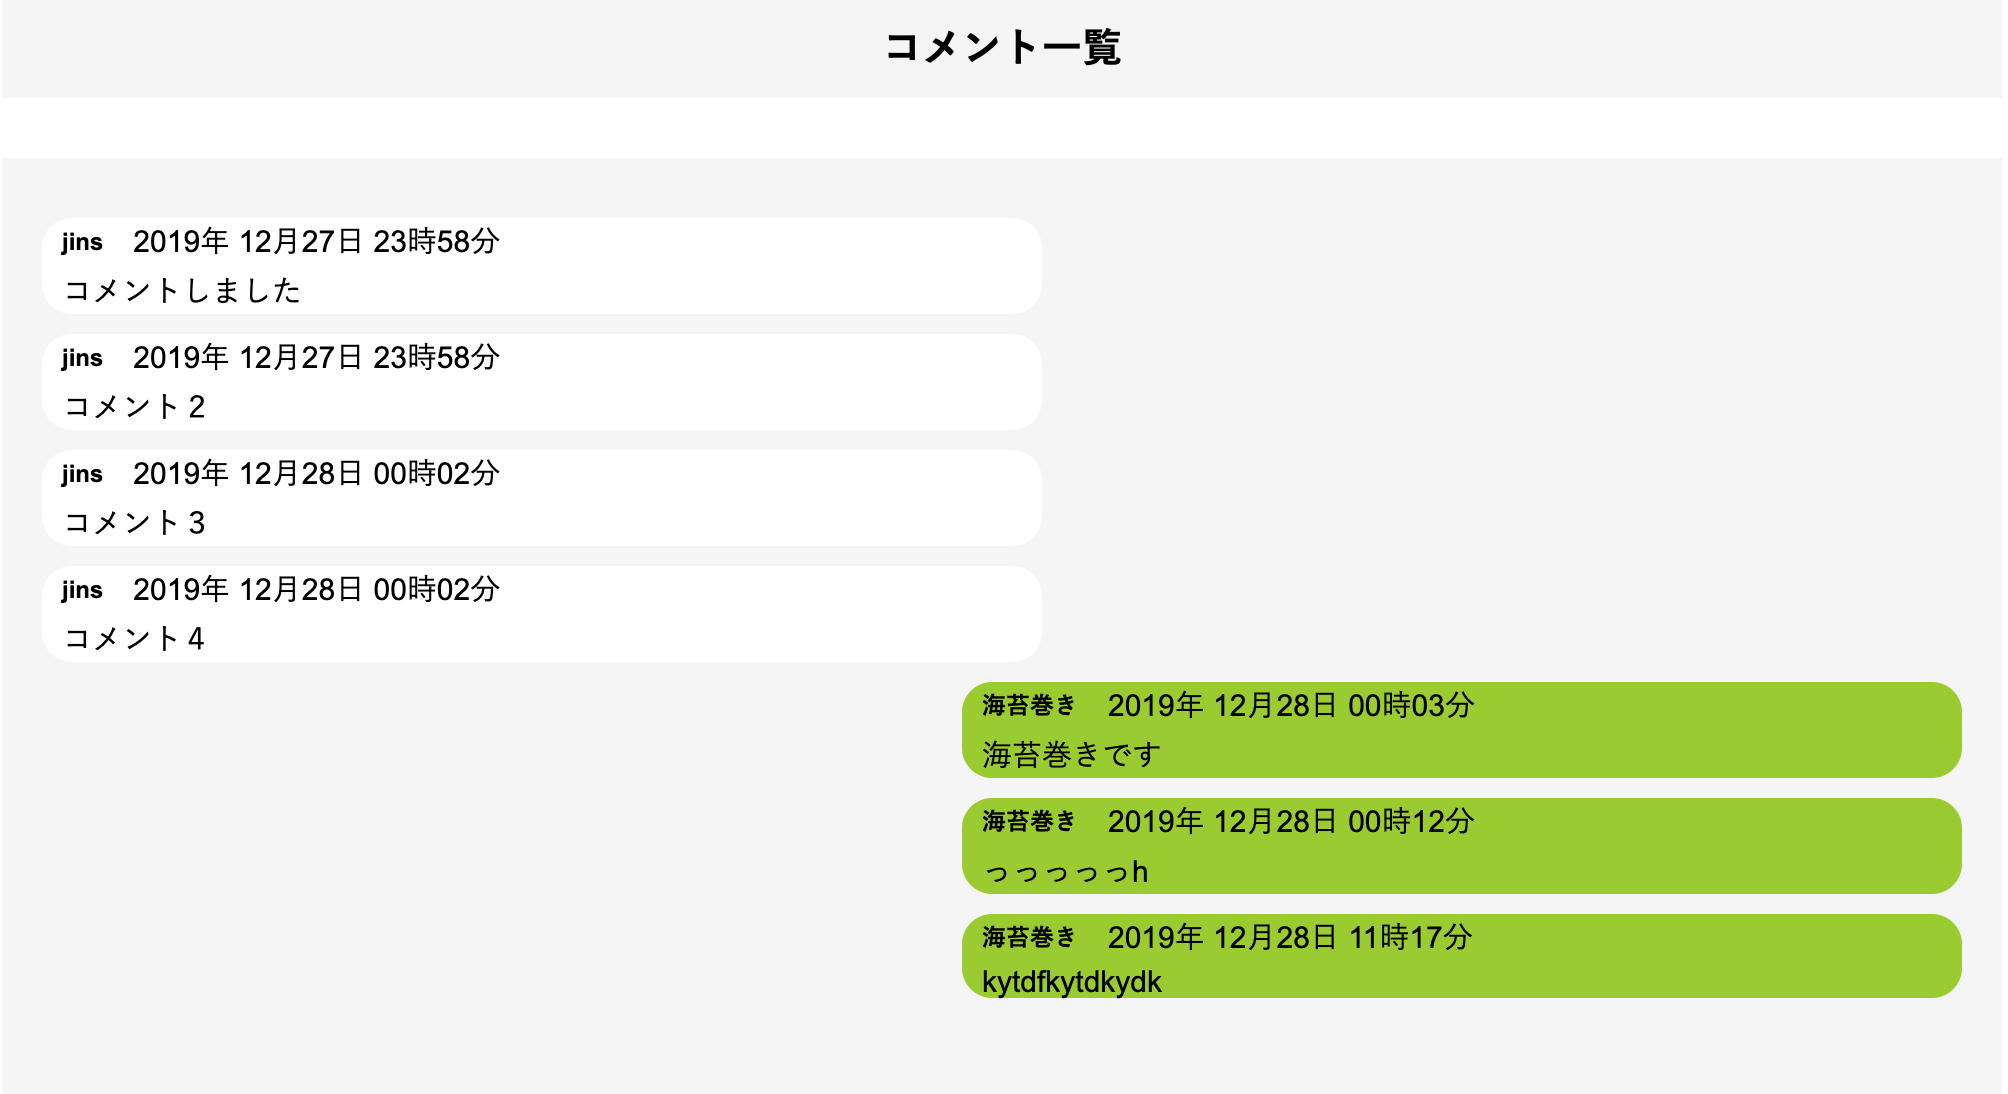 コメント一覧
jins 2019年 12月27日 23時58分
コメントしました
jins 2019年 12月27日 23時58分
コメント２
jins 2019年 12月28日 00時02分
コメント３
jins 2019年 12月28日 00時02分
コメント４
海苔巻き 2019年 12月28日 00時03分
海苔巻きです
海苔巻き 2019年 12月28日 00時12分
っっっっっh
海苔巻き 2019年 12月28日 11時17分
kytdfkytdkydk